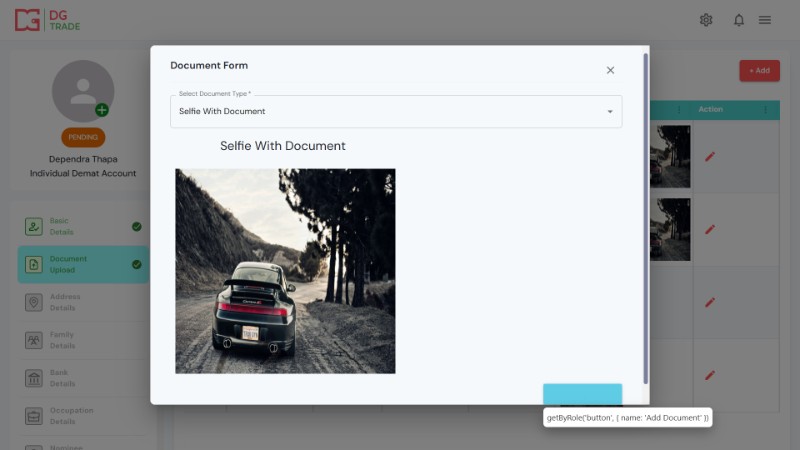 DG
TRADE
PENDING
Dependra Thapa
Individual Demat Account
Basic
Details
Document
Upload
Address
Details
Family
Details
Bank
Details
Occupation
Details
Nominee
Document Form
Select Document Type *
Selfie With Document
Selfie With Document
+ Add
Action
getByRole('button', { name: 'Add Document' })